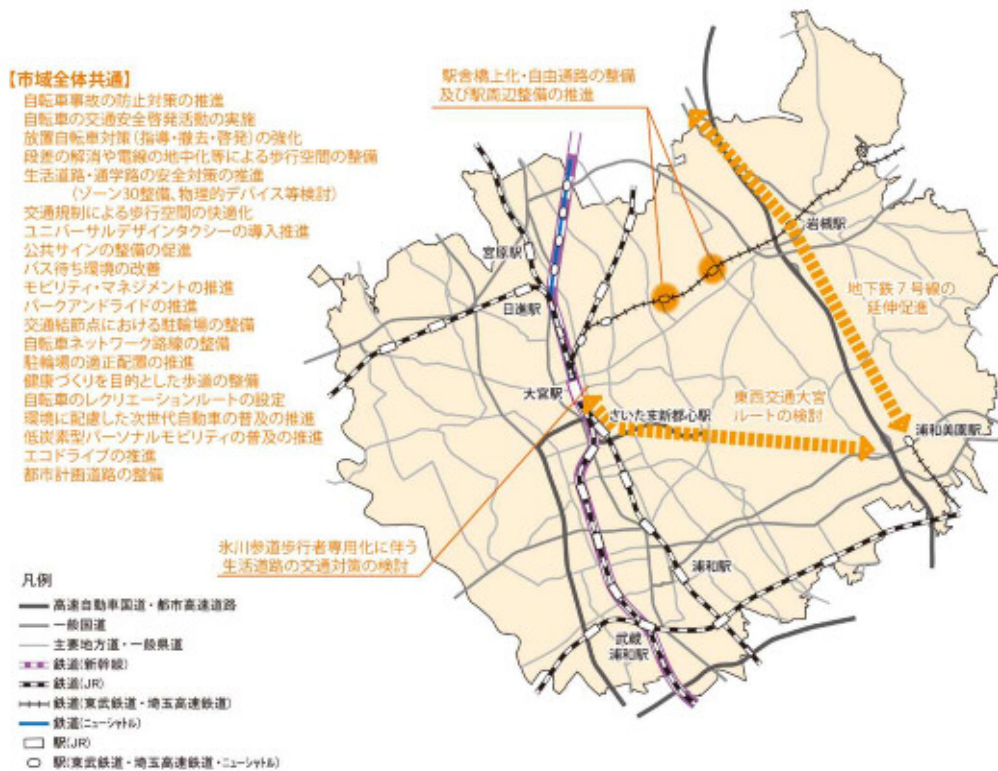 【市域全体共通】
自転車事故の防止対策の推進
自転車の交通安全啓発活動の実施
放置自転車対策（指導・撤去・啓発）の強化
段差の解消や電線の地中化等による歩行空間の整備
生活道路・通学路の安全対策の推進
（ゾーン30整備、物理的デバイス等検討）
交通規制による歩行空間の快適化
ユニバーサルデザインタクシーの導入推進
公共サインの整備の促進
バス待ち環境の改善
モビリティ・マネジメントの推進
パークアンドライドの推進
交通結節点における駐輪場の整備
自転車ネットワーク路線の整備
駐輪場の適正配置の推進
健康づくりを目的とした歩道の整備
自転車のレクリエーションルートの設定
環境に配慮した次世代自動車の普及の推進
低炭素型パーソナルモビリティの普及の推進
エコドライブの推進
都市計画道路の整備
駅舎橋上化・自由通路の整備
及び駅周辺整備の推進
岩槻駅
宮原駅
日進駅
地下鉄７号線の
延伸促進
大宮駅
さいたま新都心駅
東西交通大宮
ルートの検討
浦和美園駅
氷川参道歩行者専用化に伴う
生活道路の交通対策の検討
浦和駅
武蔵
浦和駅
凡例
高速自動車国道・都市高速道路
一般国道
主要地方道・一般県道
鉄道(新幹線)
鉄道(JR)
鉄道(東武鉄道・埼玉高速鉄道)
鉄道(ニューシャトル)
駅(JR)
駅(東武鉄道・埼玉高速鉄道・ニューシャトル)